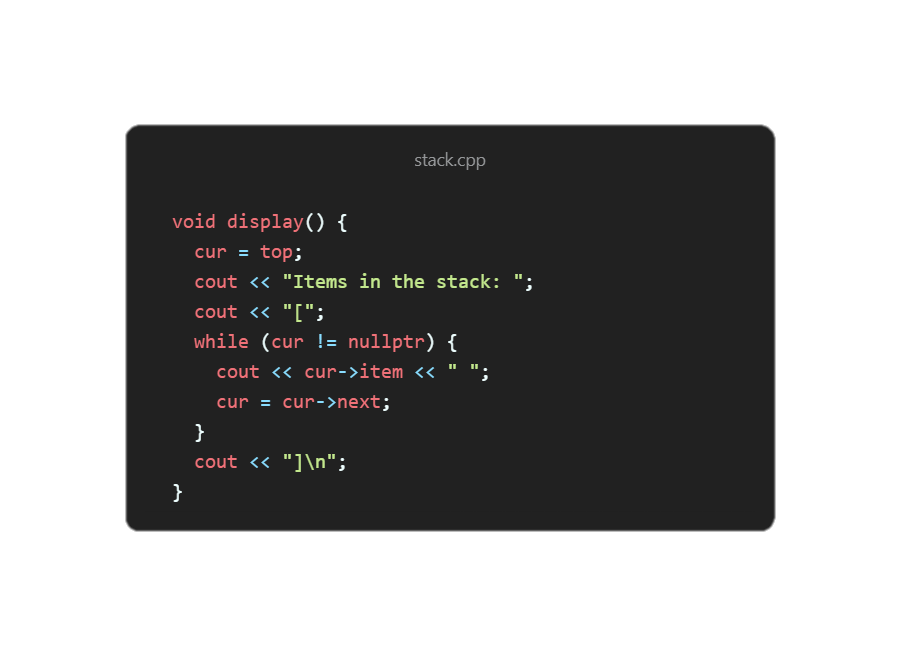 stack.cpp
void display() {
  cur = top;
  cout << "Items in the stack: ";
  cout << "[";
  while (cur != nullptr) {
    cout << cur->item << " ";
    cur = cur->next;
  }
  cout << "]\n";
}